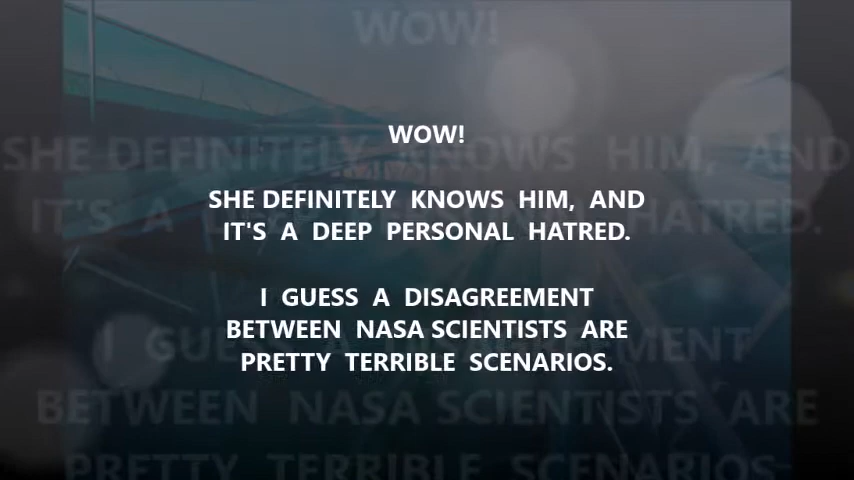 WOW!
SHE DEFINITELY KNOWS HIM, AND
IT'S A DEEP PERSONAL HATRED.
I GUESS A DISAGREEMENT
BETWEEN NASA SCIENTISTS ARE
PRETTY TERRIBLE SCENARIOS.